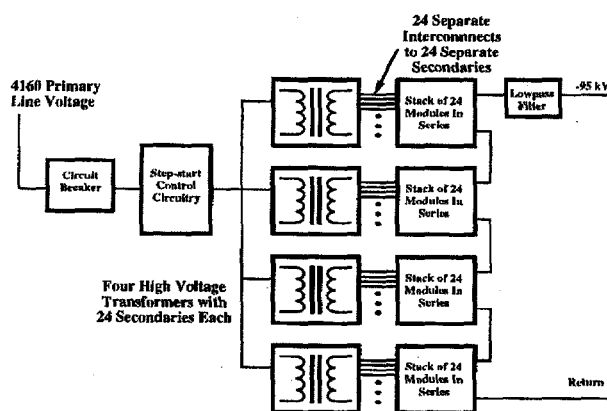 24 Separate
Interconnnects
to 24 Separate
Secondaries
4160 Primary
Line Voltage
Circuit
Breaker
Step-start
Control
Circuitry
Stack of 24
Modules In
Series
Lowpass
Filter
-95 kV
Stack of 24
Modules In
Series
Four High Voltage
Transformers with
24 Secondaries Each
Stack of 24
Modules In
Series
Stack of 24
Modules In
Series
Return